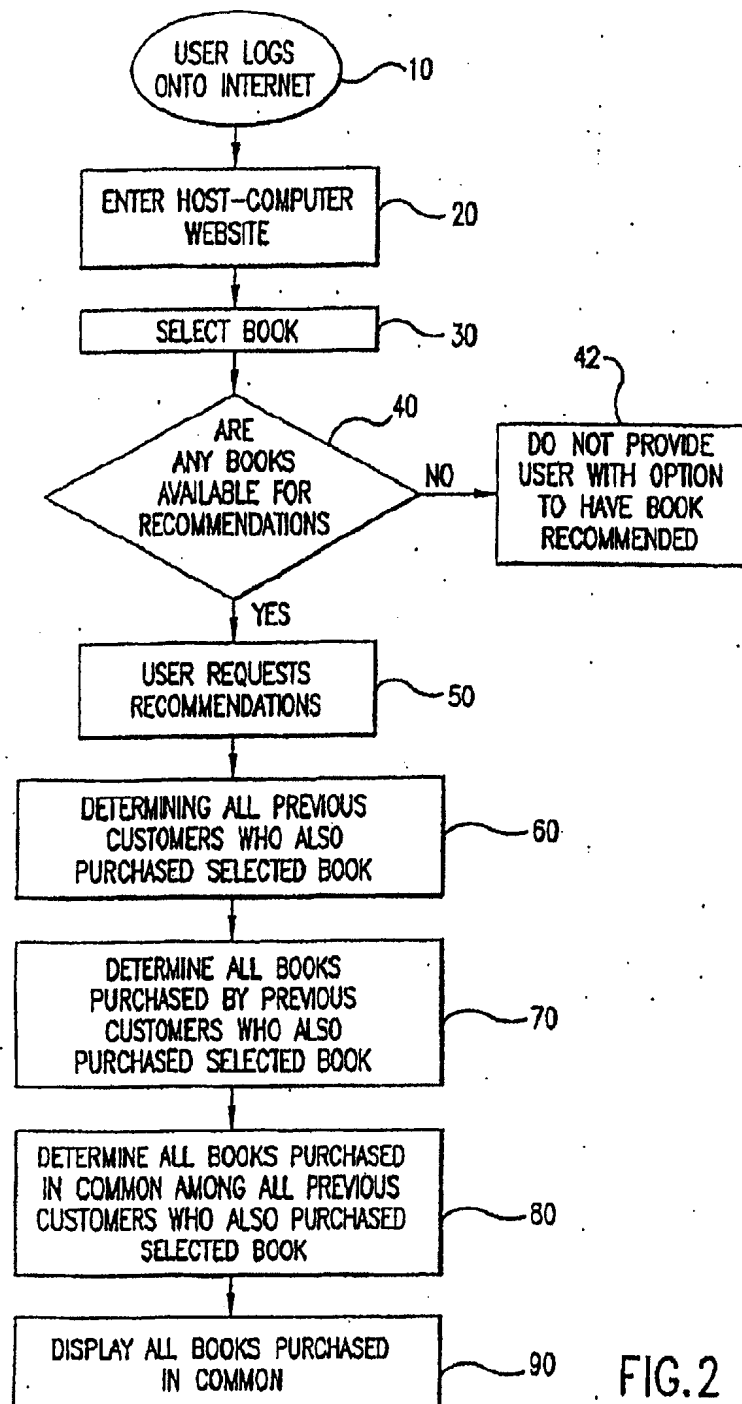 USER LOGS
ONTO INTERNET
10
ENTER HOST-COMPUTER
WEBSITE
20
SELECT BOOK
30
40
ARE
ANY BOOKS
AVAILABLE FOR
RECOMMENDATIONS
NO
42
DO NOT PROVIDE
USER WITH OPTION
TO HAVE BOOK
RECOMMENDED
YES
USER REQUESTS
RECOMMENDATIONS
50
DETERMINING ALL PREVIOUS
CUSTOMERS WHO ALSO
PURCHASED SELECTED BOOK
60
DETERMINE ALL BOOKS
PURCHASED BY PREVIOUS
CUSTOMERS WHO ALSO
PURCHASED SELECTED BOOK
70
DETERMINE ALL BOOKS PURCHASED
IN COMMON AMONG ALL PREVIOUS
CUSTOMERS WHO ALSO PURCHASED
SELECTED BOOK
80
DISPLAY ALL BOOKS PURCHASED
IN COMMON
90
FIG.2